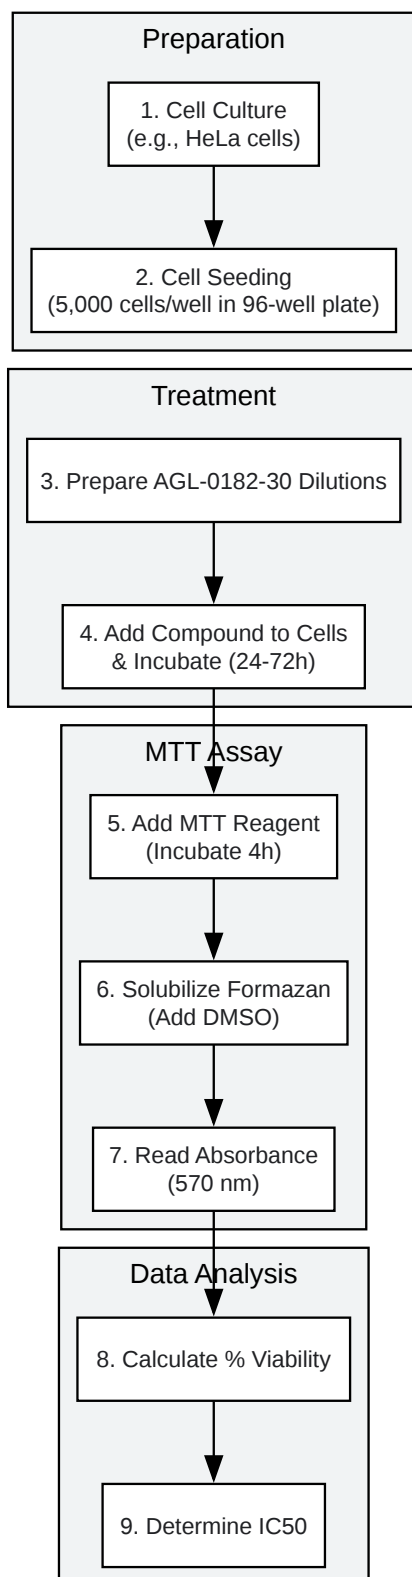 Preparation
1. Cell Culture
(e.g., HeLa cells)
2. Cell Seeding
(5,000 cells/well in 96-well plate)
Treatment
3. Prepare AGL-0182-30 Dilutions
4. Add Compound to Cells
& Incubate (24-72h)
MTT Assay
5. Add MTT Reagent
(Incubate 4h)
6. Solubilize Formazan
(Add DMSO)
7. Read Absorbance
(570 nm)
Data Analysis
8. Calculate % Viability
9. Determine IC50